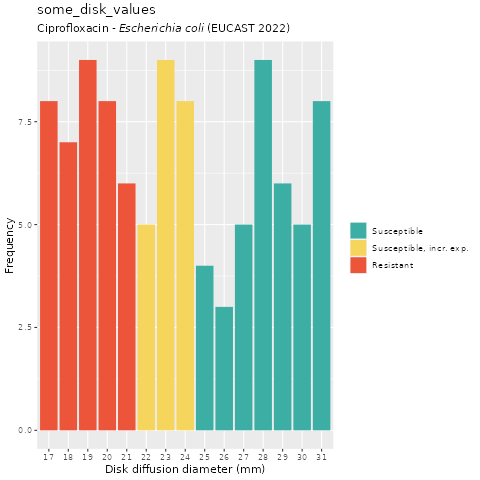 some_disk_values
Ciprofloxacin - Escherichia coli (EUCAST 2022)
Frequency
7.5
5.0
2.5
0.0
17 18 19 20 21 22 23 24 25 26 27 28 29 30 31
Disk diffusion diameter (mm)
Susceptible
Susceptible, incr. exp.
Resistant